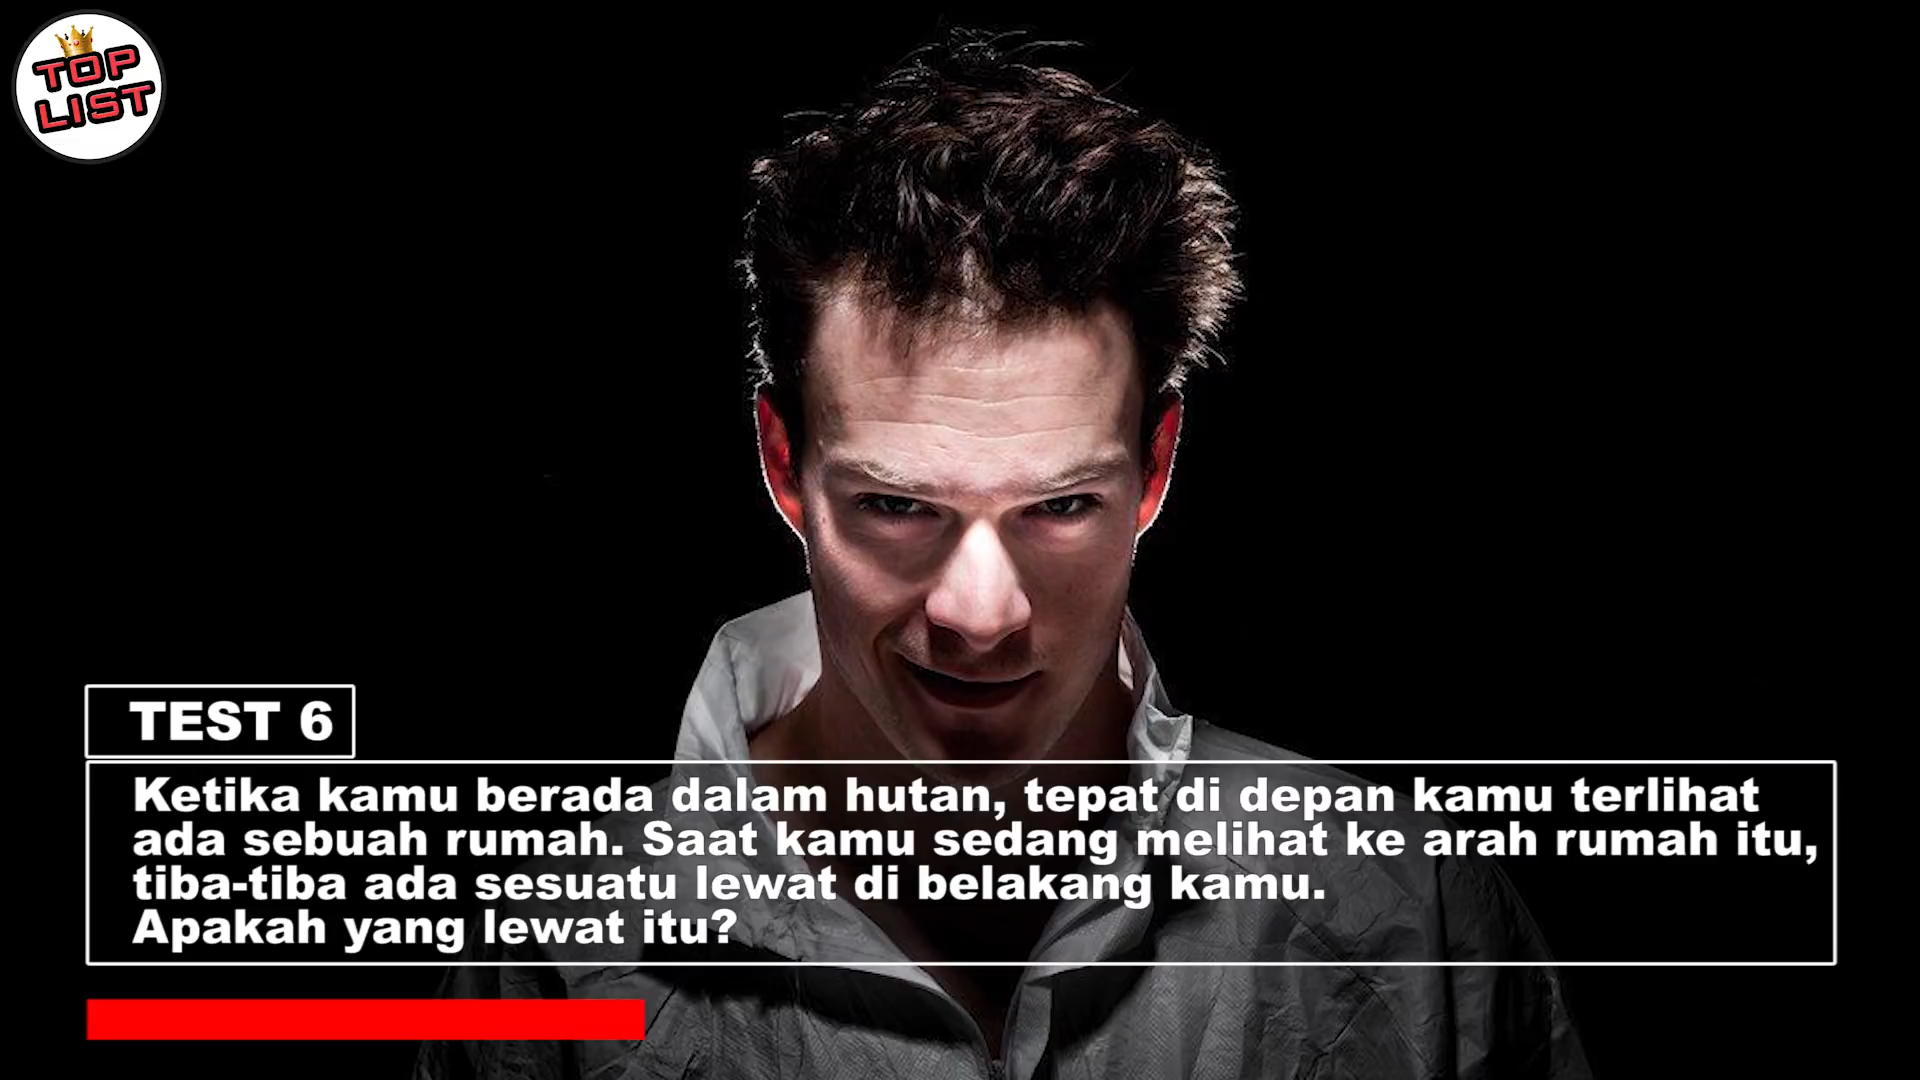 TOP
LIST
TEST 6
Ketika kamu berada dalam hutan, tepat di depan kamu terlihat
ada sebuah rumah. Saat kamu sedang melihat ke arah rumah itu,
tiba-tiba ada sesuatu lewat di belakang kamu.
Apakah yang lewat itu?